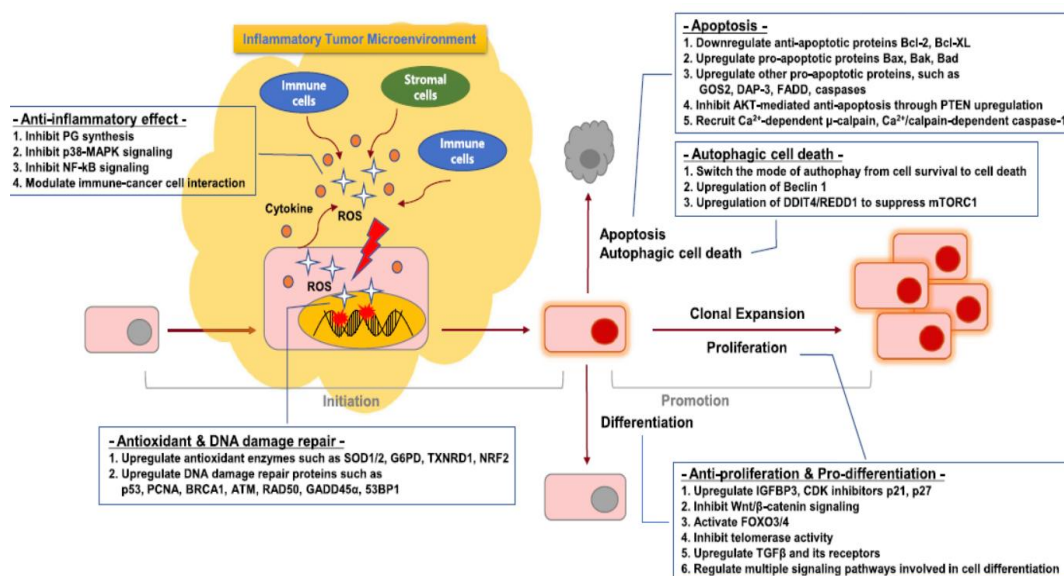 Inflammatory Tumor Microenvironment
Immune
cells
Stromal
cells
Immune
cells
Cytokine
ROS
ROS
- Anti-inflammatory effect -
1. Inhibit PG synthesis
2. Inhibit p38-MAPK signaling
3. Inhibit NF-kB signaling
4. Modulate immune-cancer cell interaction
- Apoptosis -
1. Downregulate anti-apoptotic proteins Bcl-2, Bcl-XL
2. Upregulate pro-apoptotic proteins Bax, Bak, Bad
3. Upregulate other pro-apoptotic proteins, such as
GOS2, DAP-3, FADD, caspases
4. Inhibit AKT-mediated anti-apoptosis through PTEN upregulation
5. Recruit Ca²⁺-dependent μ-calpain, Ca²⁺/calpain-dependent caspase-1
- Autophagic cell death -
1. Switch the mode of authophay from cell survival to cell death
2. Upregulation of Beclin 1
3. Upregulation of DDIT4/REDD1 to suppress mTORC1
Apoptosis
Autophagic cell death
Clonal Expansion
Proliferation
Initiation
Promotion
Differentiation
- Antioxidant & DNA damage repair -
1. Upregulate antioxidant enzymes such as SOD1/2, G6PD, TXNRD1, NRF2
2. Upregulate DNA damage repair proteins such as
p53, PCNA, BRCA1, ATM, RAD50, GADD45α, 53BP1
- Anti-proliferation & Pro-differentiation -
1. Upregulate IGFBP3, CDK inhibitors p21, p27
2. Inhibit Wnt/β-catenin signaling
3. Activate FOXO3/4
4. Inhibit telomerase activity
5. Upregulate TGFβ and its receptors
6. Regulate multiple signaling pathways involved in cell differentiation